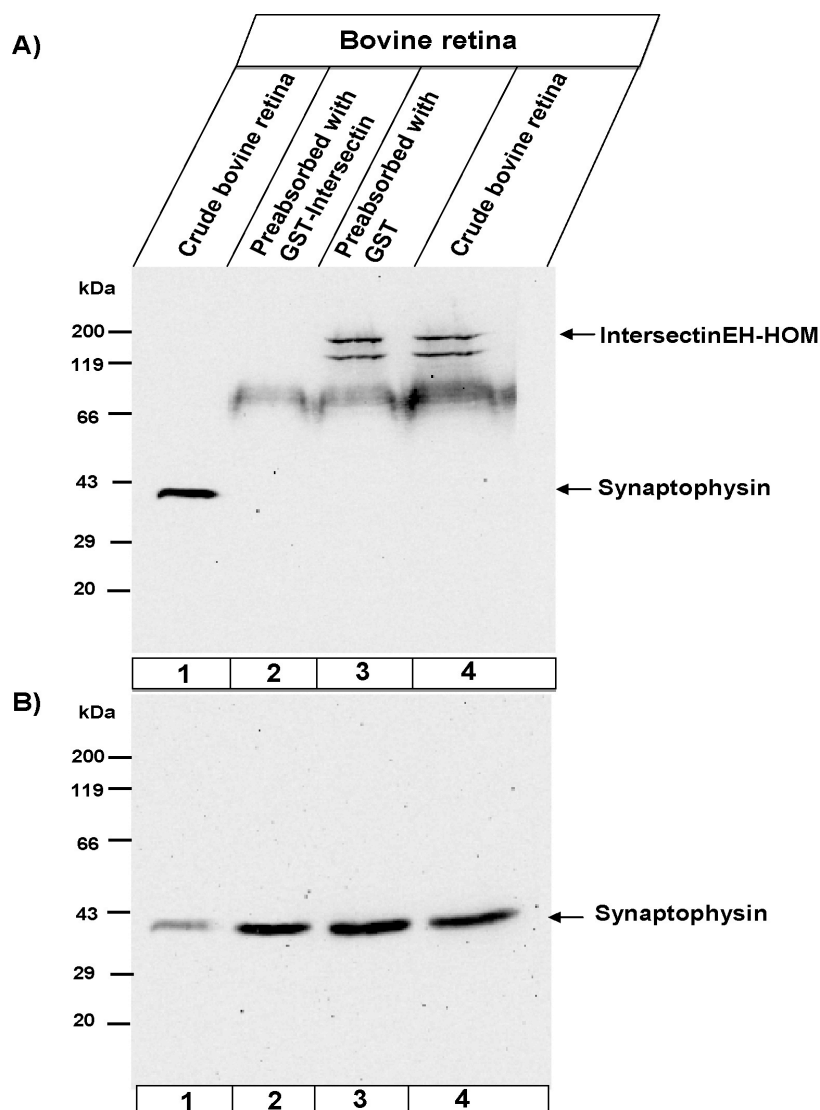 A)
Bovine retina
Crude bovine retina
Preabsorbed with
GST-Intersectin
Preabsorbed with
GST
Crude bovine retina
kDa
200
119
66
43
29
20
IntersectinEH-HOM
Synaptophysin
1 2 3 4
B)
kDa
200
119
66
43
29
20
Synaptophysin
1 2 3 4